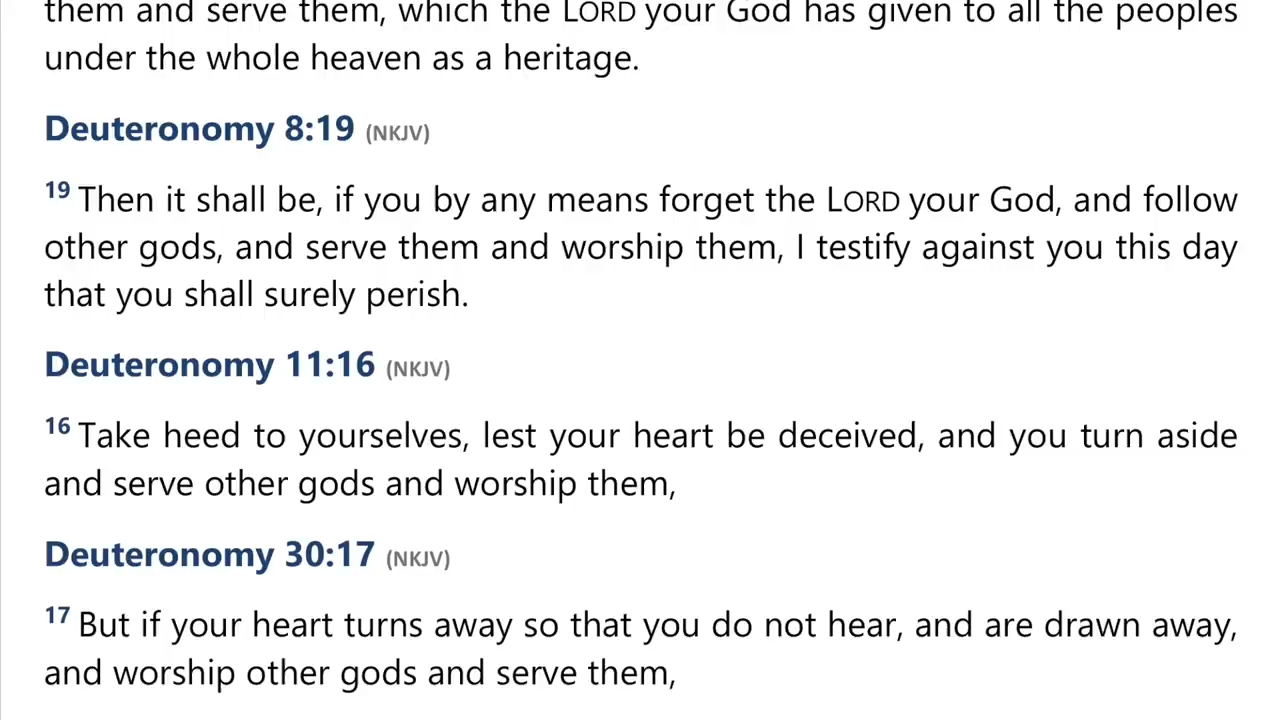 them and serve them, which the LORD your God has given to all the peoples
under the whole heaven as a heritage.
Deuteronomy 8:19 (NKJV)
19 Then it shall be, if you by any means forget the LORD your God, and follow
other gods, and serve them and worship them, I testify against you this day
that you shall surely perish.
Deuteronomy 11:16 (NKJV)
16 Take heed to yourselves, lest your heart be deceived, and you turn aside
and serve other gods and worship them,
Deuteronomy 30:17 (NKJV)
17 But if your heart turns away so that you do not hear, and are drawn away,
and worship other gods and serve them,